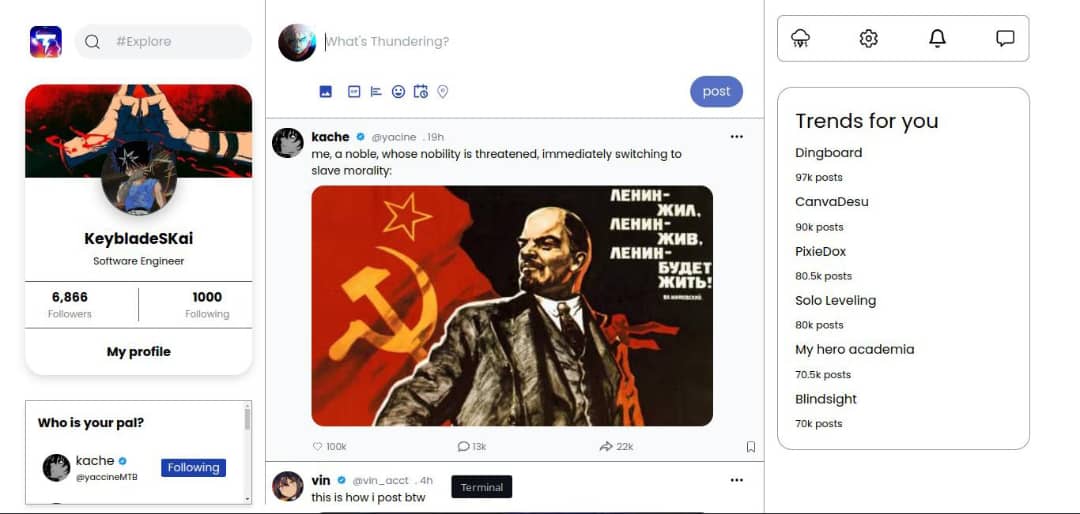 #Explore
KeybladeSKai
Software Engineer
6,866
1000
Followers
Following
My profile
Who is your pal?
kache
@yaccineMTB
Following
What's Thundering?
GIF
post
kache @yacine . 19h
me, a noble, whose nobility is threatened, immediately switching to
slave morality:
ЛЕНИН-
ЖИЛ,
ЛЕНИН-
ЖИВ,
ЛЕНИН-
БУДЕТ
ЖИТЬ!
ВЛ. МАЯКОВСКИЙ.
100k
13k
22k
vin @vin_acct . 4h
this is how i post btw
Terminal
Trends for you
Dingboard
97k posts
CanvaDesu
90k posts
PixieDox
80.5k posts
Solo Leveling
80k posts
My hero academia
70.5k posts
Blindsight
70k posts